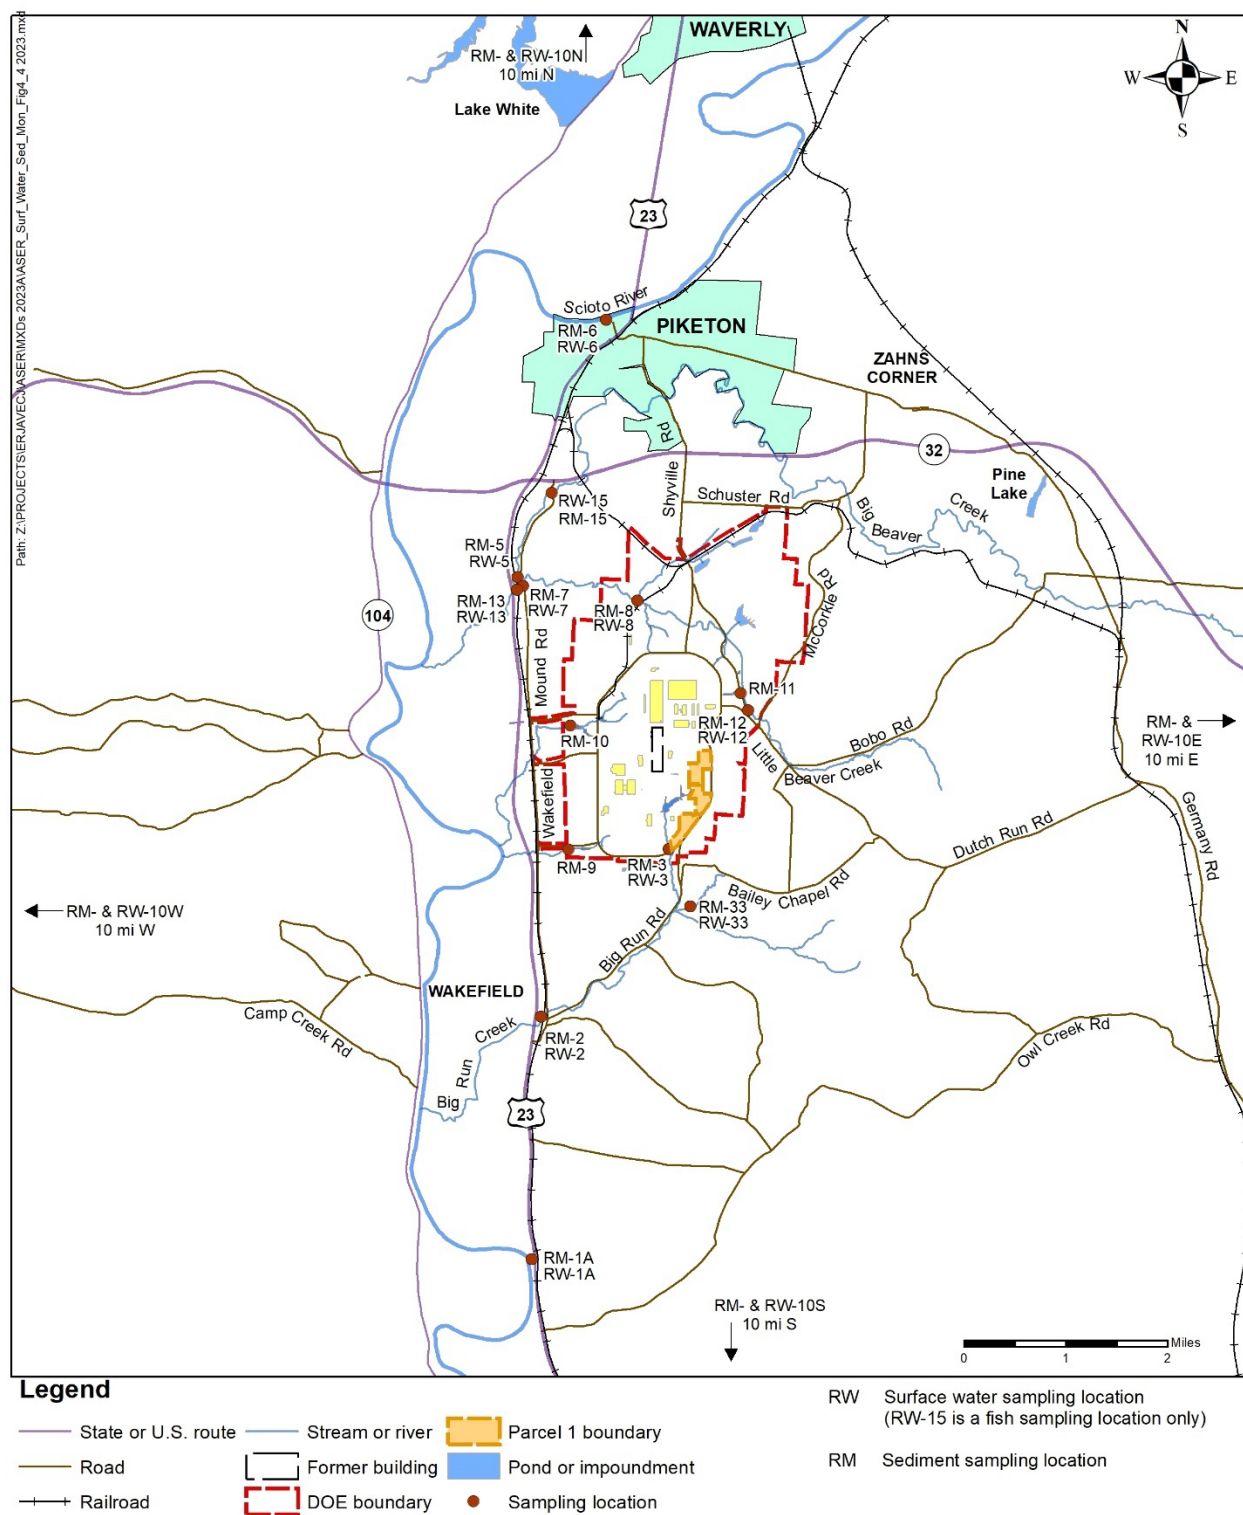 Path: Z:\PROJECTS\ERJAVECJ\ASER\MXDs 2023A\ASER_Surf_Water_Sed_Mon_Fig4_4 2023.mxd
WAVERLY
RM- & RW-10N
10 mi N
Lake White
N
W
E
S
23
Scioto River
RM-6
RW-6
PIKETON
ZAHNS
CORNER
32
Shyville
Rd
Pine
Lake
RW-15
RM-15
Schuster Rd
Big
Beaver
Creek
RM-5
RW-5
RM-7
RW-7
RM-13
RW-13
RM-8
RW-8
104
Mound Rd
McCorkle Rd
RM-11
RM-12
RW-12
RM-10
Little
Beaver Creek
Bobo Rd
RM- &
RW-10E
10 mi E
Wakefield
Germany Rd
Dutch Run Rd
RM-9
RM-3
RW-3
Bailey Chapel Rd
RM- & RW-10W
10 mi W
RM-33
RW-33
Big Run Rd
WAKEFIELD
Camp Creek Rd
Big
Run
Creek
RM-2
RW-2
Owl Creek Rd
23
RM-1A
RW-1A
RM- & RW-10S
10 mi S
Miles
0
1
2
Legend
State or U.S. route
Stream or river
Parcel 1 boundary
Road
Former building
Pond or impoundment
Railroad
DOE boundary
Sampling location
RW Surface water sampling location
(RW-15 is a fish sampling location only)
RM Sediment sampling location